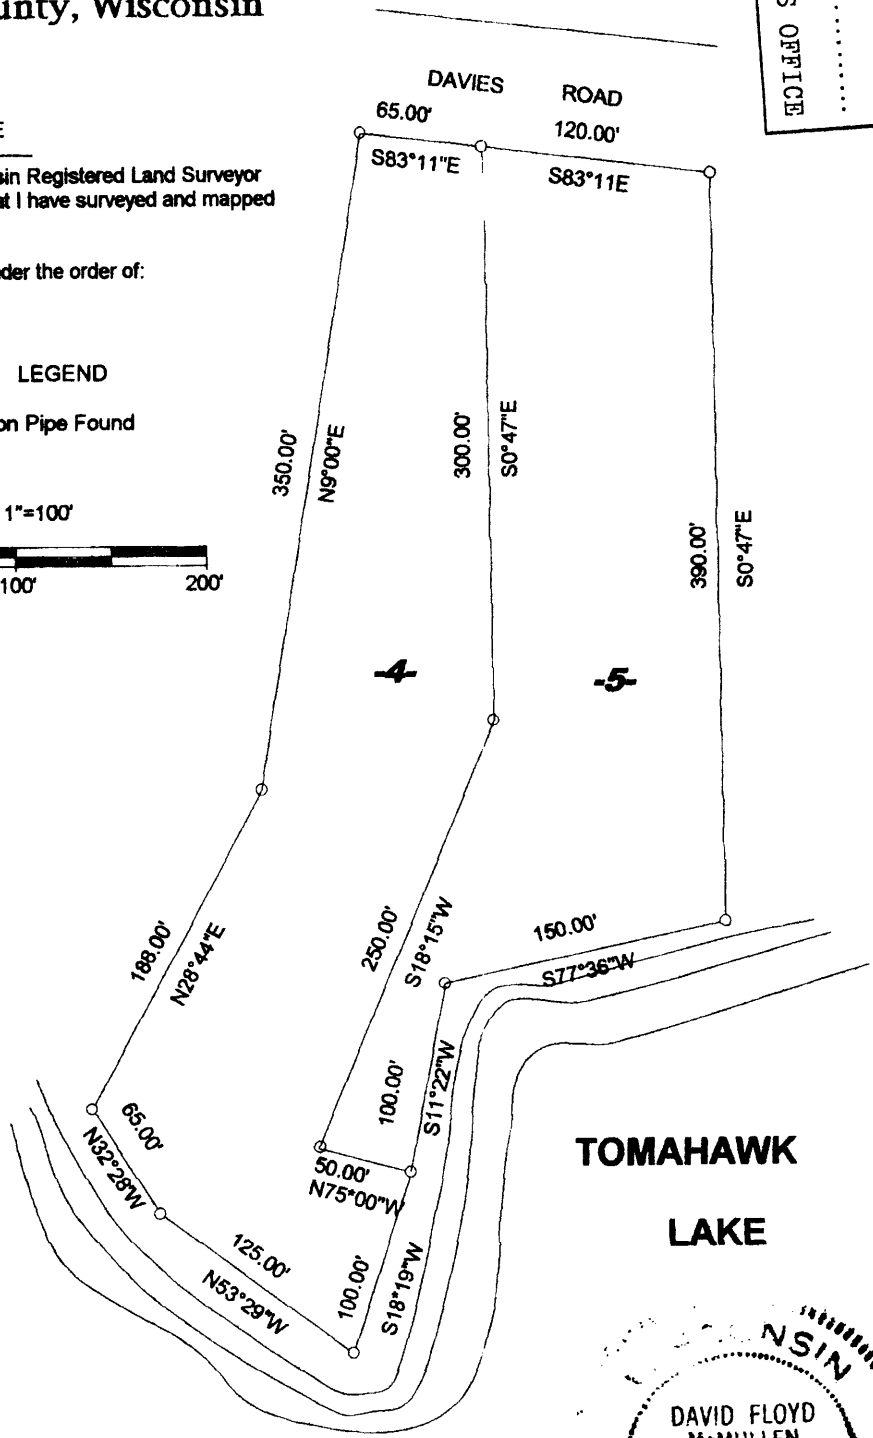 unty, Wisconsin
S OFFICE
E
sin Registered Land Surveyor
at I have surveyed and mapped
der the order of:
LEGEND
on Pipe Found
1"=100'
100'
200'
DAVIES ROAD
65.00'
S83°11"E
120.00'
S83°11E
350.00'
N9°00"E
300.00'
S0°47"E
390.00'
S0°47"E
-4-
-5-
188.00'
N28°44"E
250.00'
S18°15"W
150.00'
S77°36"W
100.00'
S11°22"W
65.00'
N32°28"W
50.00'
N75°00"W
125.00'
N53°29"W
100.00'
S18°19"W
TOMAHAWK
LAKE
NSIN
DAVID FLOYD
McMULLEN